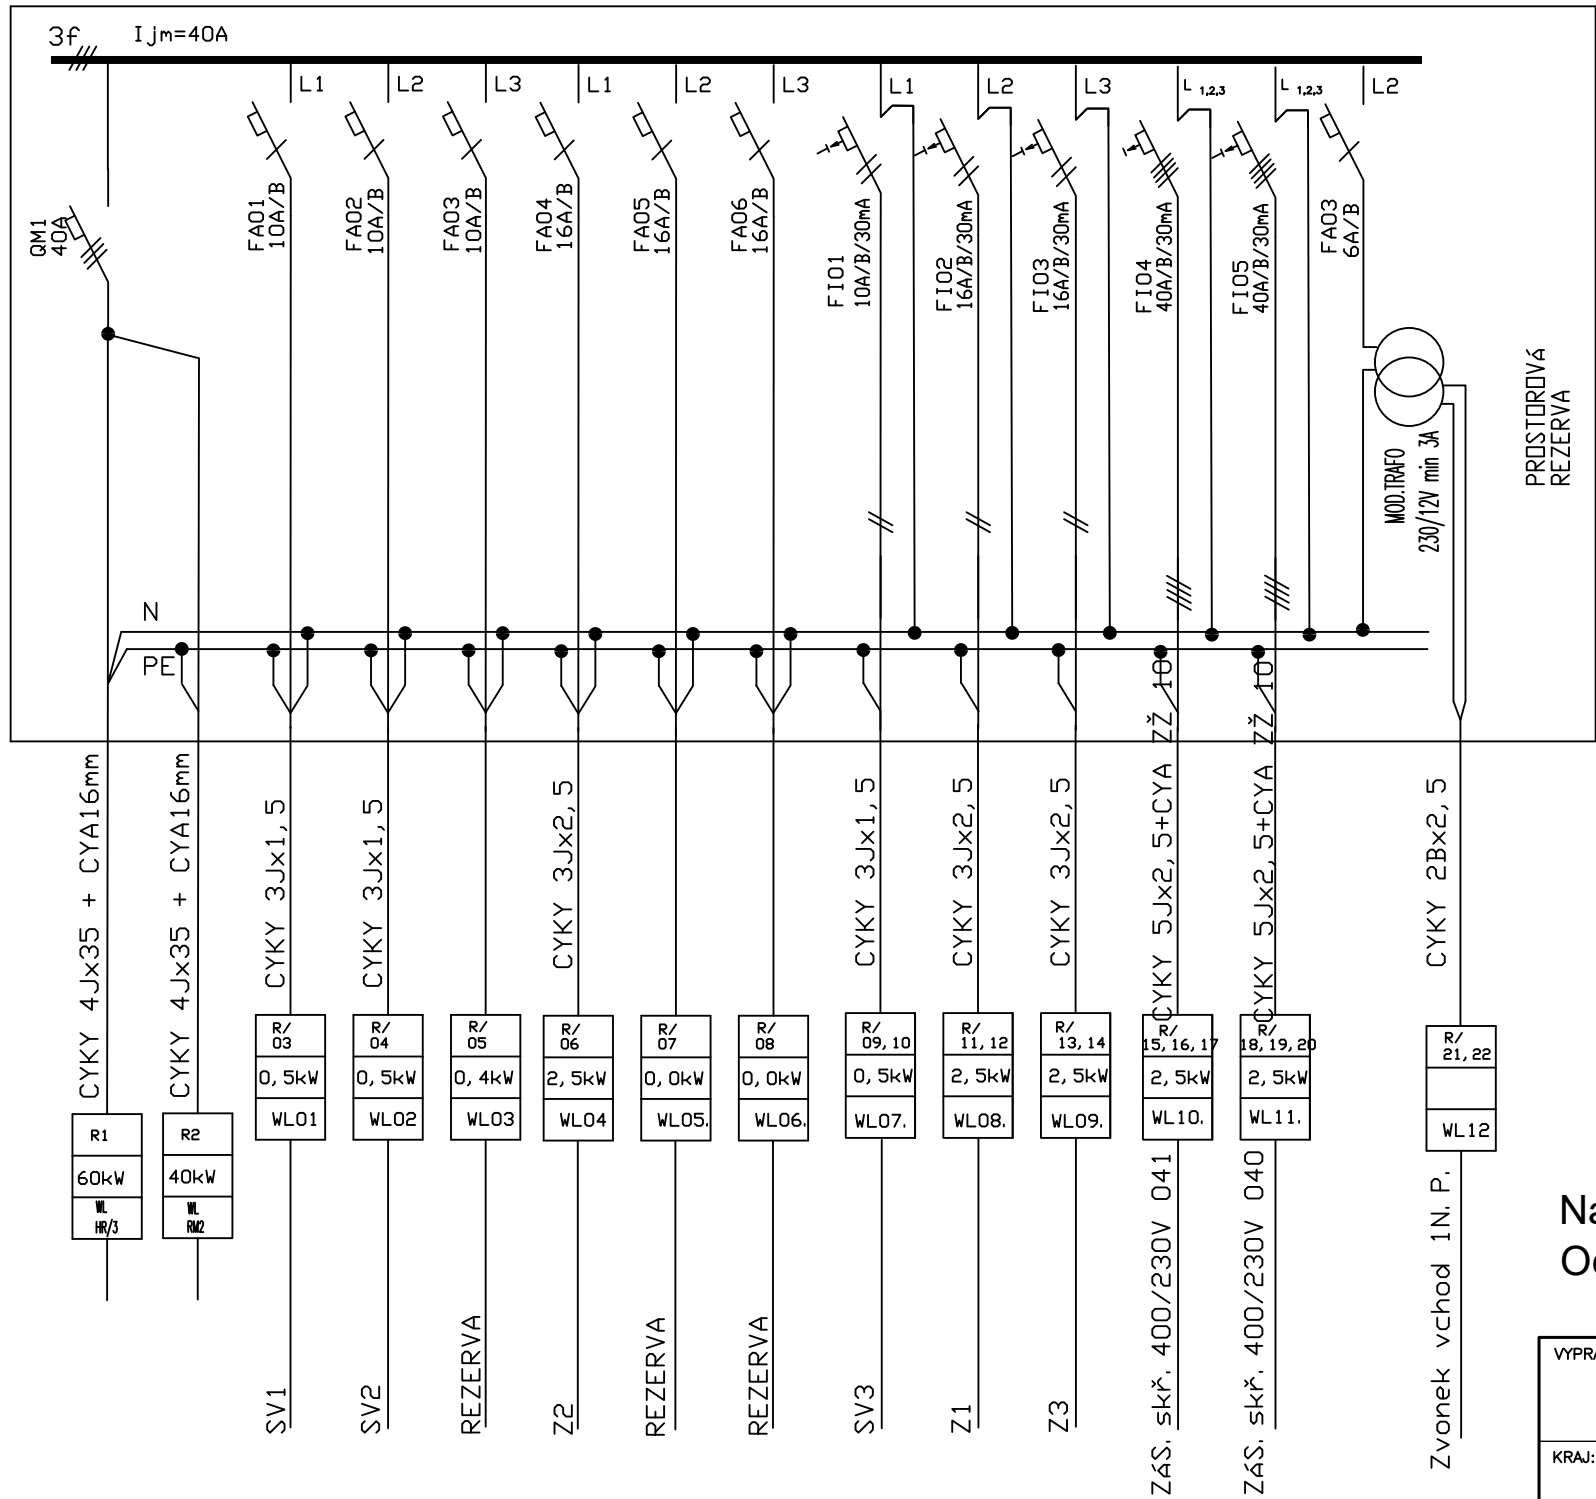 3f
Ijm=40A
L1
L2
L3
L1
L2
L3
L1
L2
L3
L 1,2,3
L 1,2,3
L2
QM1
40A
FA01
10A/B
FA02
10A/B
FA03
10A/B
FA04
16A/B
FA05
16A/B
FA06
16A/B
FI01
10A/B/30mA
FI02
16A/B/30mA
FI03
16A/B/30mA
FI04
40A/B/30mA
FI05
40A/B/30mA
FA03
6A/B
MOD.TRAFO
230/12V min 3A
PROSTOROVÁ
REZERVA
N
PE
CYKY 4Jx35 + CYA16mm
CYKY 4Jx35 + CYA16mm
CYKY 3Jx1,5
CYKY 3Jx1,5
CYKY 3Jx2,5
CYKY 3Jx1,5
CYKY 3Jx2,5
CYKY 3Jx2,5
CYKY 5Jx2,5+CYA ZŽ 10
CYKY 5Jx2,5+CYA ZŽ 10
CYKY 2Bx2,5
R1
60kW
WL
HR/3
R2
40kW
WL
RM2
R/
03
0,5kW
WL01
R/
04
0,5kW
WL02
R/
05
0,4kW
WL03
R/
06
2,5kW
WL04
R/
07
0,0kW
WL05.
R/
08
0,0kW
WL06.
R/
09,10
0,5kW
WL07.
R/
11,12
2,5kW
WL08.
R/
13,14
2,5kW
WL09.
R/
15,16,17
2,5kW
WL10.
R/
18,19,20
2,5kW
WL11.
R/
21,22
WL12
SV1
SV2
REZERVA
Z2
REZERVA
REZERVA
SV3
Z1
Z3
ZÁS. skř. 400/230V 041
ZÁS. skř. 400/230V 040
Zvonek vchod 1N.P.
KRAJ: